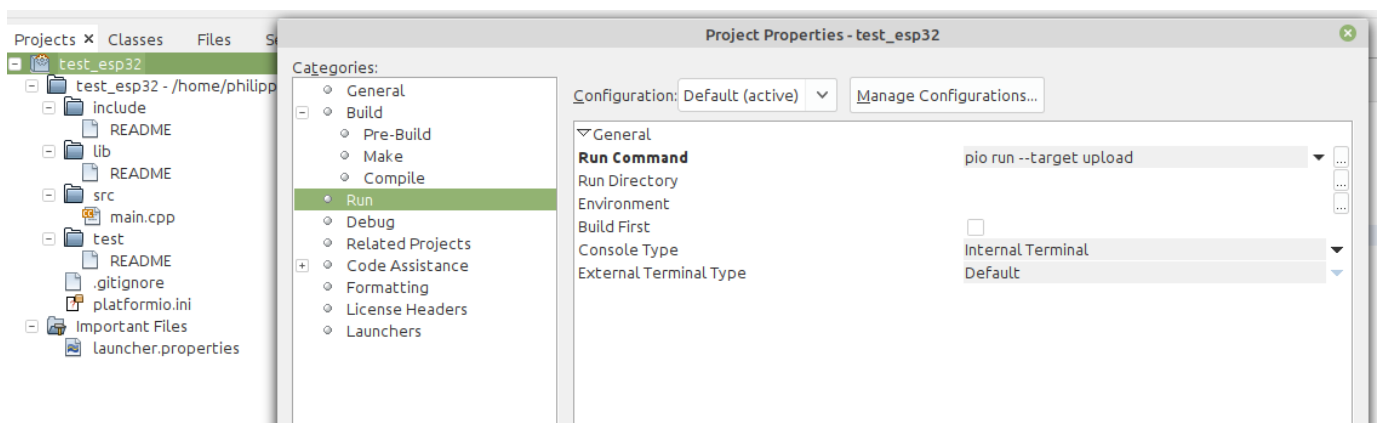 Project Properties - test_esp32
Projects × Classes Files Se
test_esp32
test_esp32 - /home/philipp
include
README
lib
README
src
main.cpp
test
README
.gitignore
platformio.ini
Important Files
launcher.properties
Categories:
General
Build
Pre-Build
Make
Compile
Run
Debug
Related Projects
Code Assistance
Formatting
License Headers
Launchers
Configuration: Default (active) Manage Configurations...
General
Run Command pio run --target upload ...
Run Directory ...
Environment ...
Build First
Console Type Internal Terminal
External Terminal Type Default